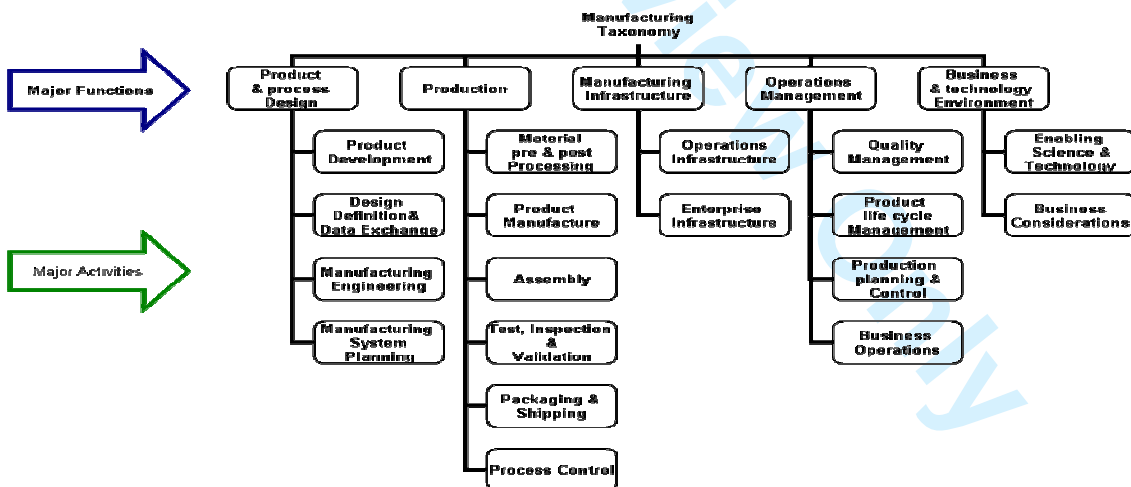 Manufacturing
Taxonomy
Major Functions
Product
& process
Design
Production
Manufacturing
Infrastructure
Operations
Management
Business
& technology
Environment
Product
Development
Material
pre & post
Processing
Operations
Infrastructure
Quality
Management
Enabling
Science &
Technology
Design
Definition&
Data Exchange
Product
Manufacture
Enterprise
Infrastructure
Product
life cycle
Management
Business
Considerations
Major Activities
Manufacturing
Engineering
Assembly
Production
planning &
Control
Manufacturing
System
Planning
Test, Inspection
&
Validation
Business
Operations
Packaging &
Shipping
Process Control
view Only